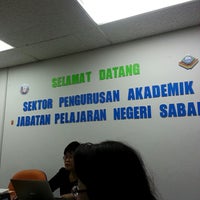 SELAMAT DATANG
SEKTOR PENGURUSAN AKADEMIK
JABATAN PELAJARAN NEGERI SABAH